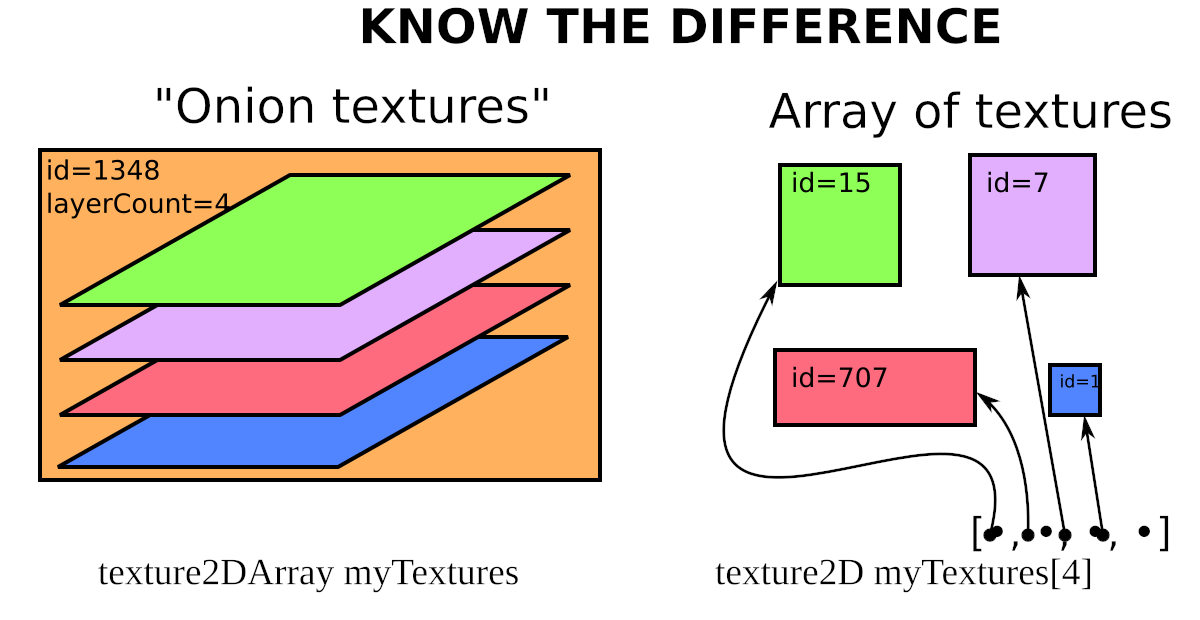 KNOW THE DIFFERENCE
"Onion textures"
id=1348
layerCount=4
texture2DArray myTextures
Array of textures
id=15
id=7
id=707
id=1
[•,•,•,•]
texture2D myTextures[4]